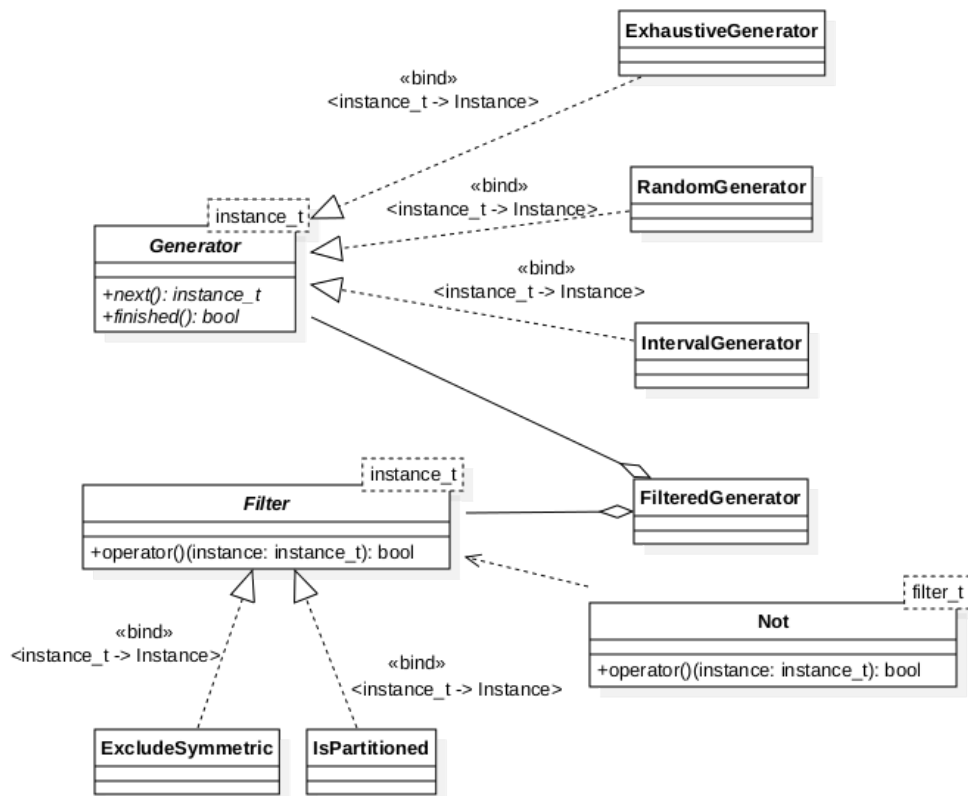 ExhaustiveGenerator
«bind»
<instance_t -> Instance>
«bind»
<instance_t -> Instance>
RandomGenerator
instance_t
Generator
+next(): instance_t
+finished(): bool
«bind»
<instance_t -> Instance>
IntervalGenerator
instance_t
Filter
+operator()(instance: instance_t): bool
FilteredGenerator
filter_t
Not
+operator()(instance: instance_t): bool
«bind»
<instance_t -> Instance>
«bind»
<instance_t -> Instance>
ExcludeSymmetric
IsPartitioned